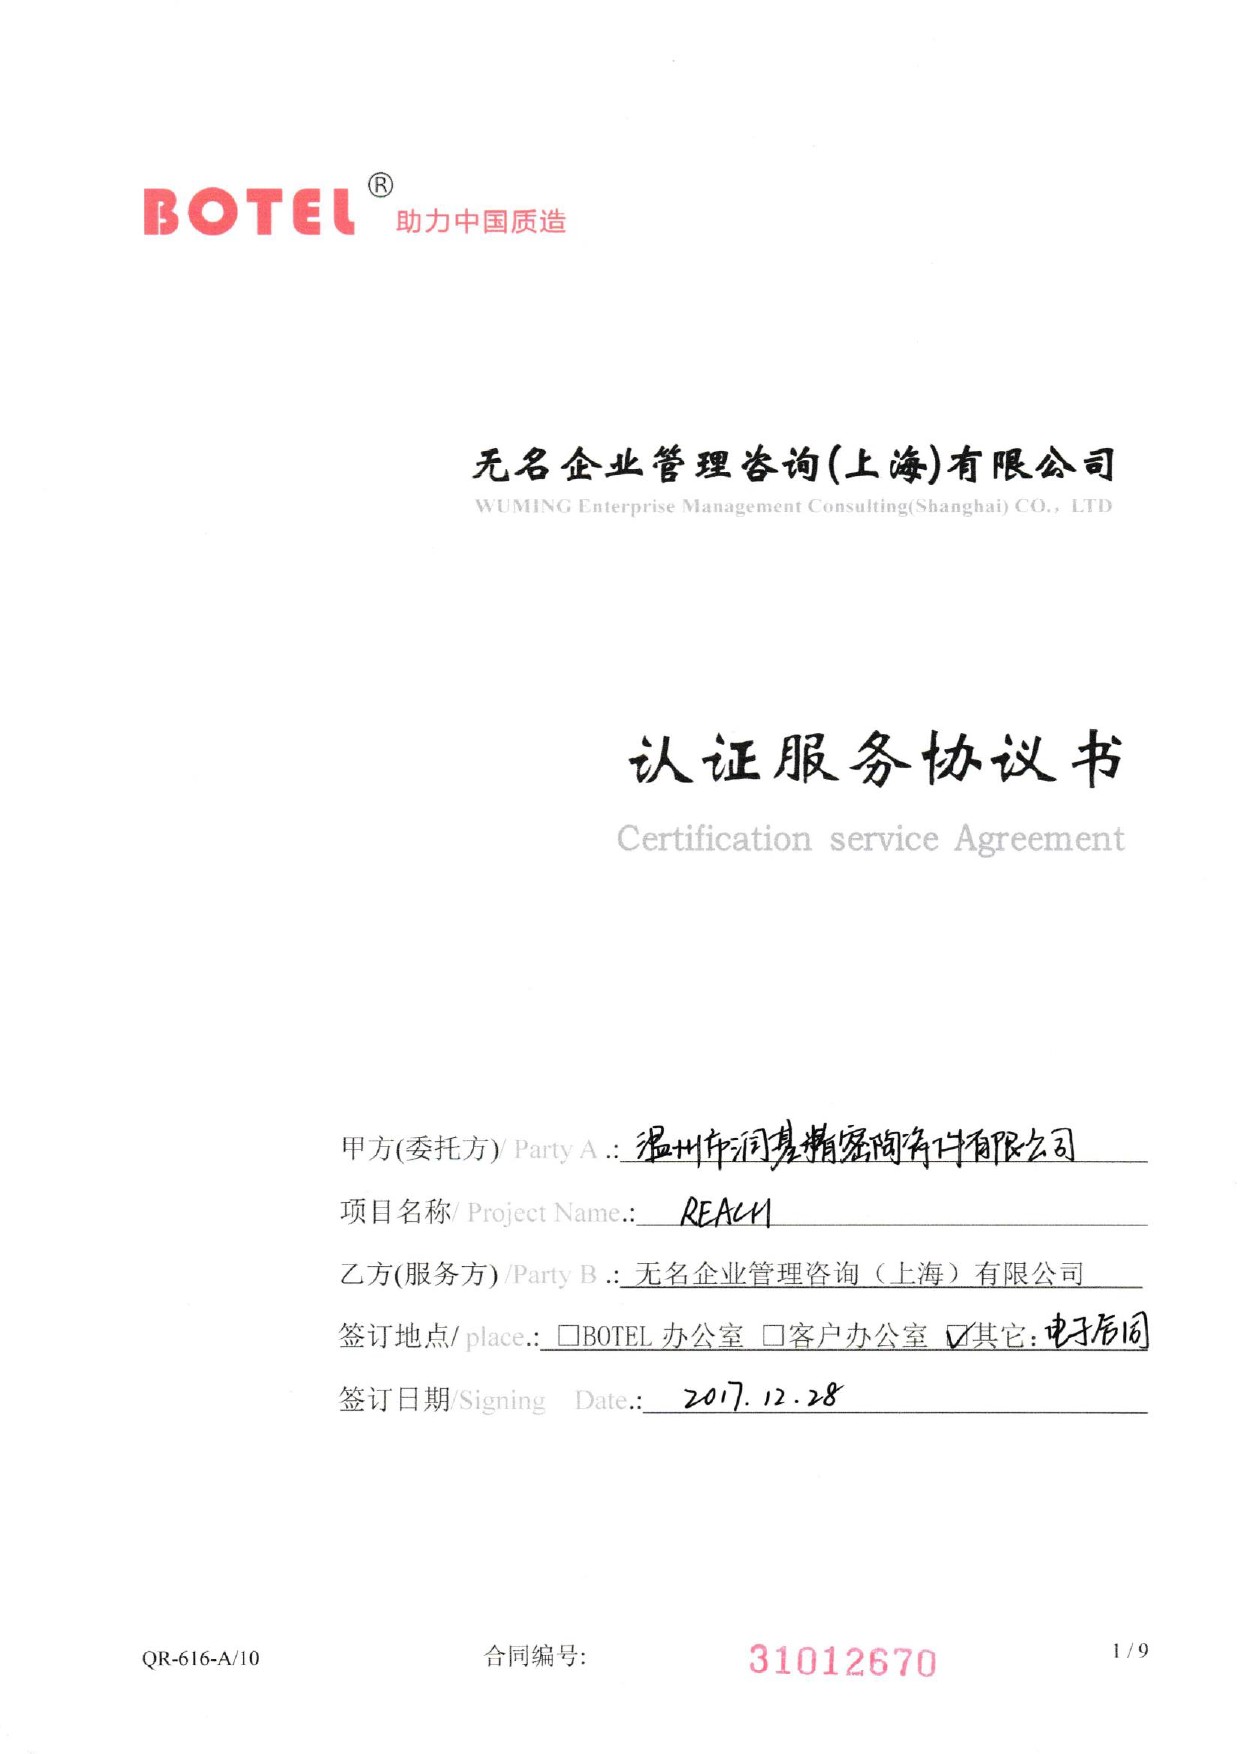 BOTEL® 助力中国质造
无名企业管理咨询(上海)有限公司
WUMING Enterprise Management Consulting(Shanghai) CO., LTD
认证服务协议书
Certification service Agreement
甲方(委托方)/ Party A .: 温州市润基精密陶瓷件有限公司
项目名称/ Project Name.: REACH
乙方(服务方) /Party B .: 无名企业管理咨询（上海）有限公司
签订地点/ place.: □BOTEL 办公室 □客户办公室 ☑其它: 电子合同
签订日期/Signing Date.: 2017.12.28
QR-616-A/10 合同编号: 31012670 1 / 9